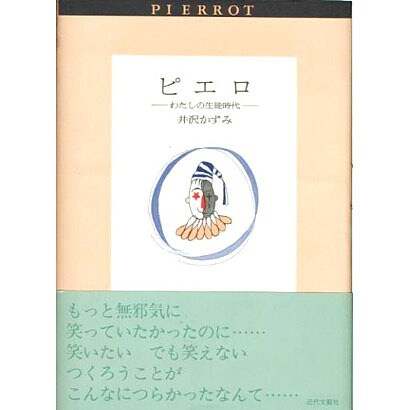 PIERROT
ピエロ
――わたしの生徒時代――
井沢かずみ
もっと無邪気に
笑っていたかったのに……
笑いたい　でも笑えない
つくろうことが
こんなにつらかったなんて……
近代文藝社